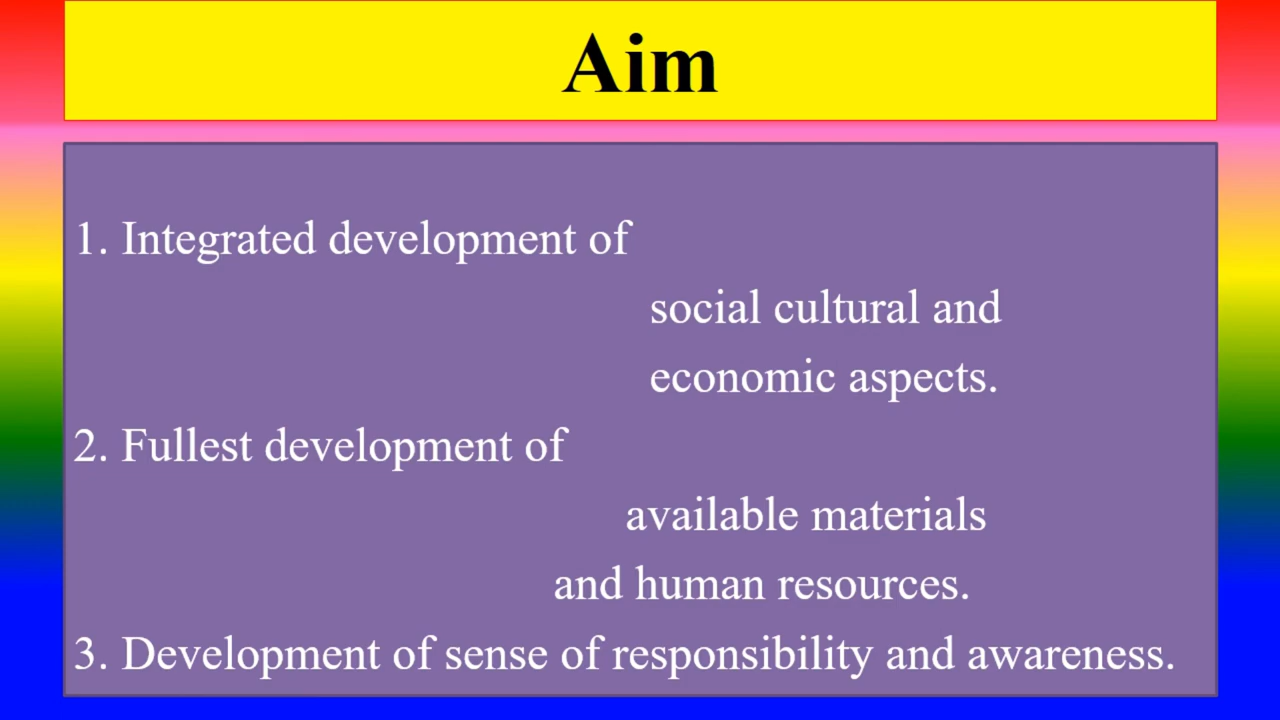 Aim
1. Integrated development of
social cultural and
economic aspects.
2. Fullest development of
available materials
and human resources.
3. Development of sense of responsibility and awareness.